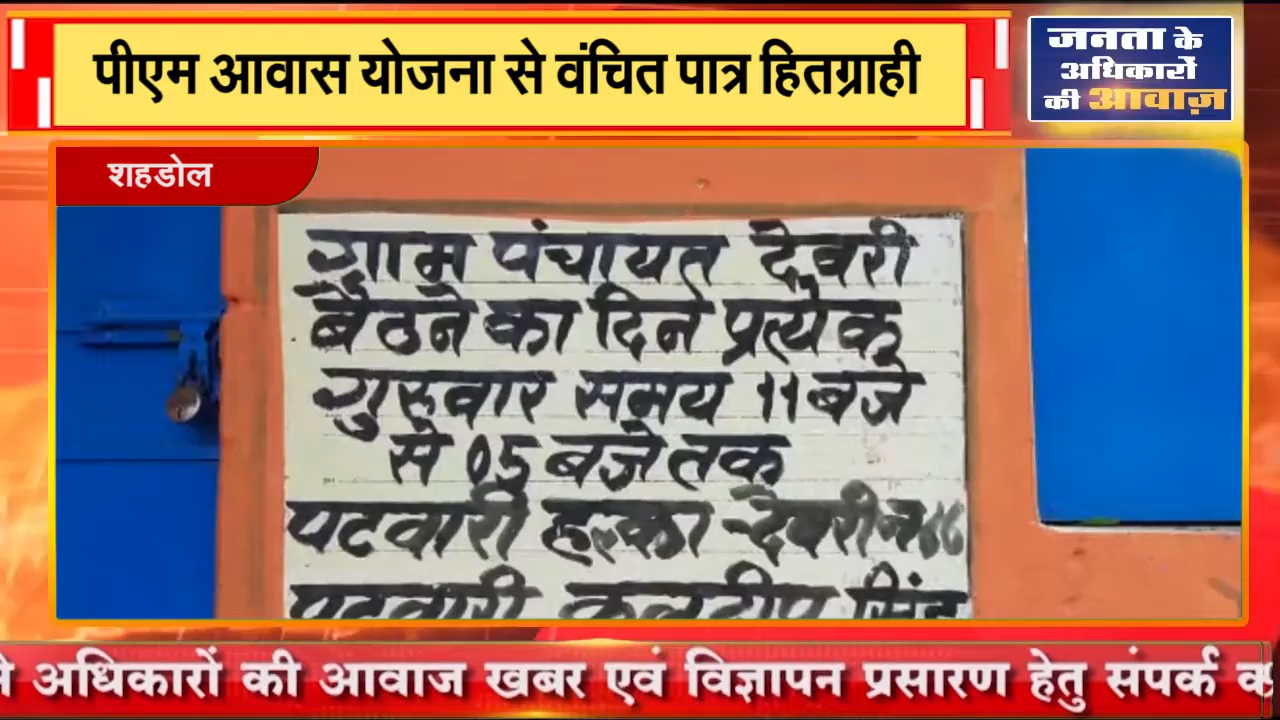 पीएम आवास योजना से वंचित पात्र हितग्राही
जनता के
अधिकारों
की आवाज़
शहडोल
ग्राम पंचायत देवरी
बैठने का दिन प्रत्येक
गुरुवार समय 11 बजे
से 05 बजे तक
पटवारी हल्का - देवरी
पटवारी कुलदीप सिंह
अधिकारों की आवाज खबर एवं विज्ञापन प्रसारण हेतु संपर्क